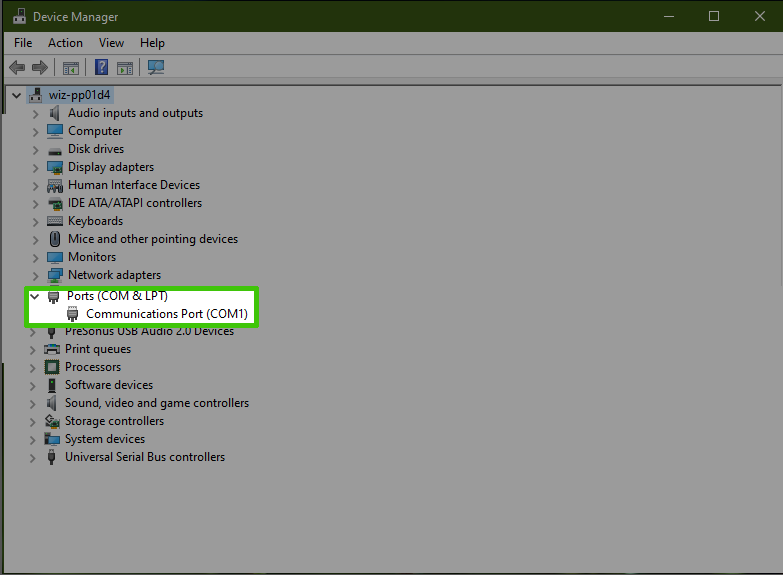 Device Manager
File Action View Help
wiz-pp01d4
Audio inputs and outputs
Computer
Disk drives
Display adapters
Human Interface Devices
IDE ATA/ATAPI controllers
Keyboards
Mice and other pointing devices
Monitors
Network adapters
Ports (COM & LPT)
Communications Port (COM1)
PreSonus USB Audio 2.0 Devices
Print queues
Processors
Software devices
Sound, video and game controllers
Storage controllers
System devices
Universal Serial Bus controllers